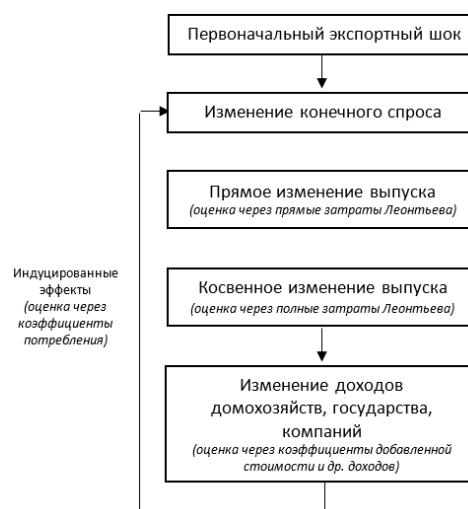 Первоначальный экспортный шок
Изменение конечного спроса
Прямое изменение выпуска
(оценка через прямые затраты Леонтьева)
Индуцированные
эффекты
(оценка через
коэффициенты
потребления)
Косвенное изменение выпуска
(оценка через полные затраты Леонтьева)
Изменение доходов
домохозяйств, государства,
компаний
(оценка через коэффициенты добавленной
стоимости и др. доходов)